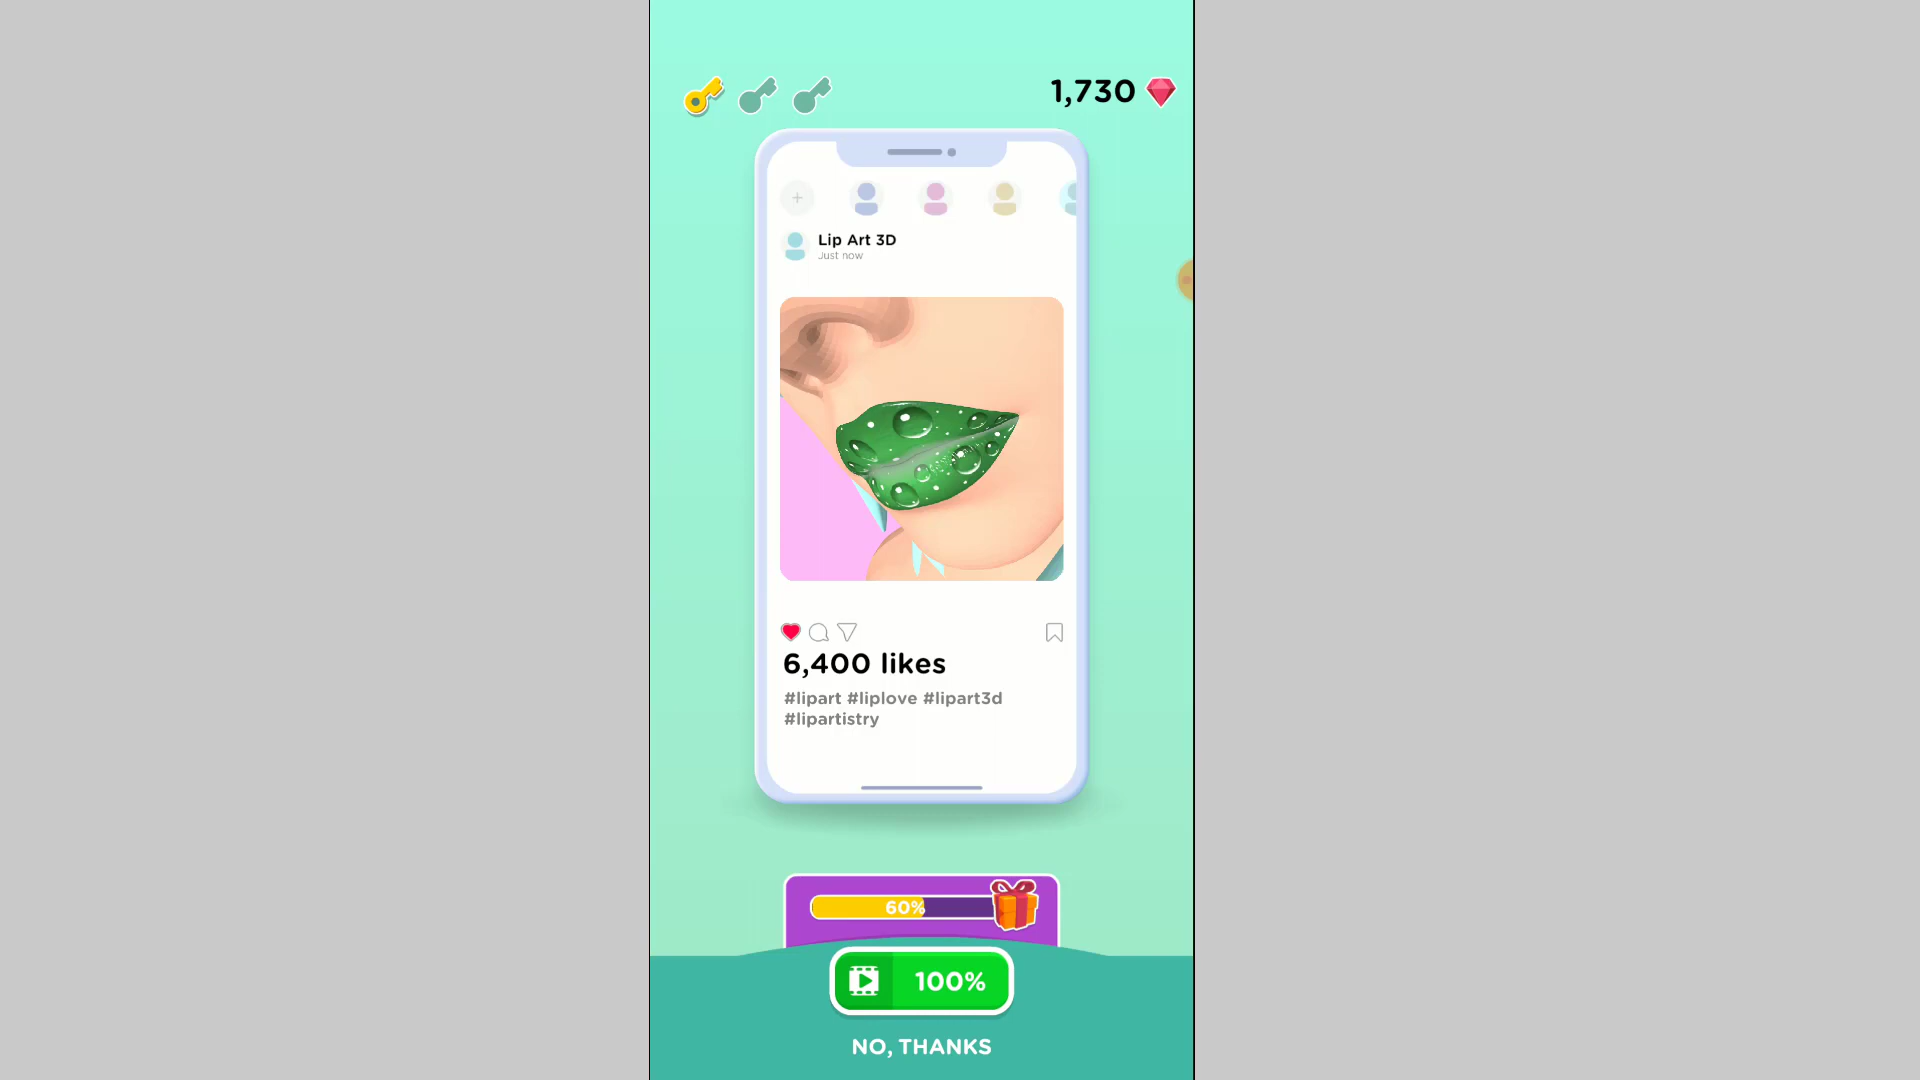 1,730
Lip Art 3D
Just now
6,400 likes
#lipart #liplove #lipart3d
#lipartistry
60%
100%
NO, THANKS